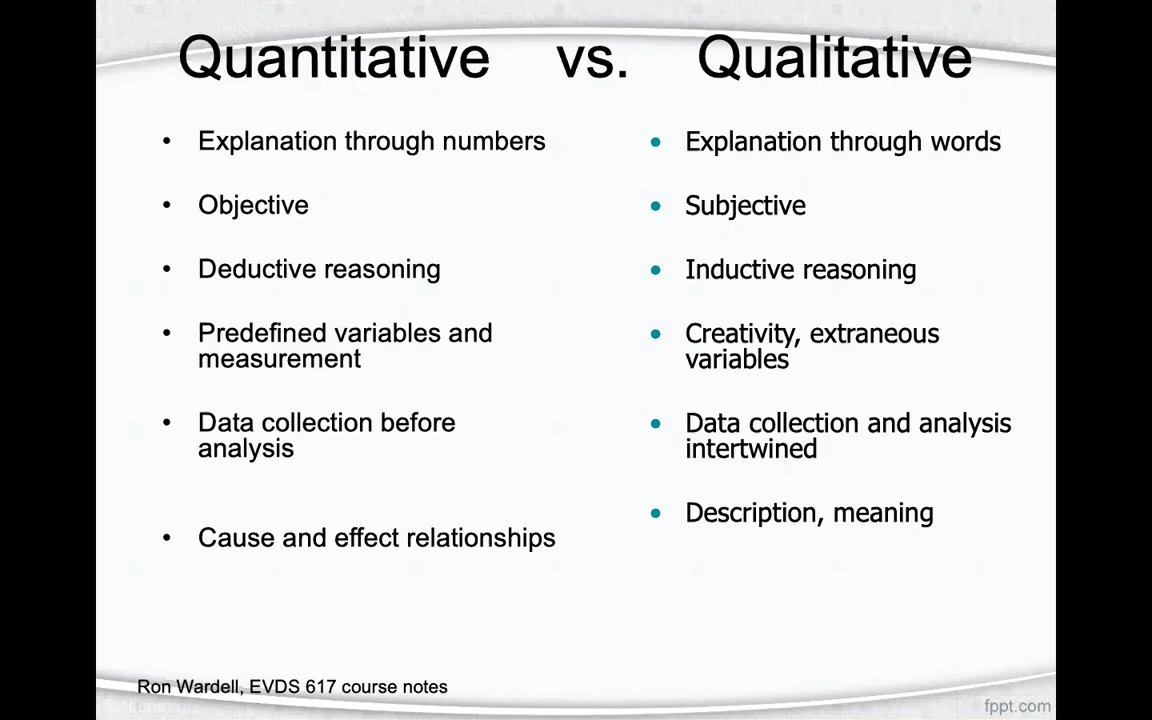 Quantitative vs. Qualitative
• Explanation through numbers
• Objective
• Deductive reasoning
• Predefined variables and
measurement
• Data collection before
analysis
• Cause and effect relationships
• Explanation through words
• Subjective
• Inductive reasoning
• Creativity, extraneous
variables
• Data collection and analysis
intertwined
• Description, meaning
Ron Wardell, EVDS 617 course notes
fppt.com